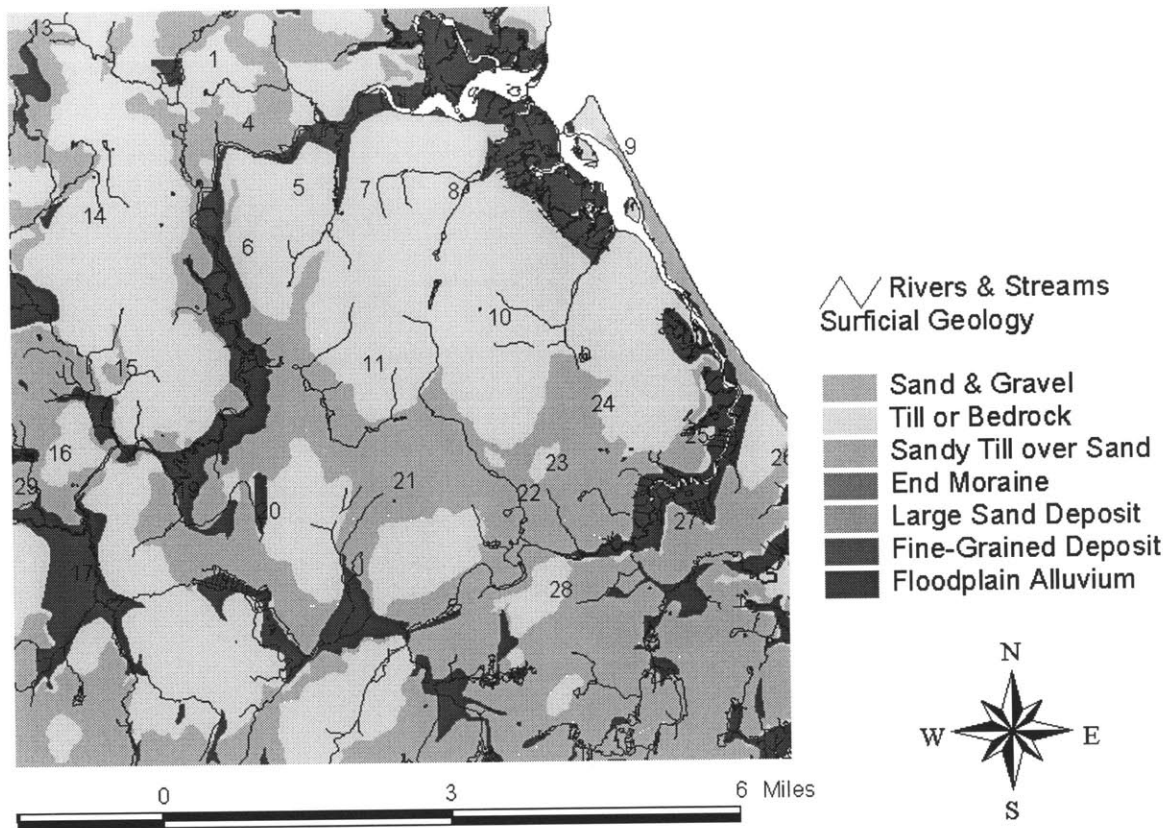 13
1
4
9
5
7
8
14
6
10
11
15
24
16
25
26
23
29
19
21
22
20
27
17
28
Rivers & Streams
Surficial Geology
Sand & Gravel
Till or Bedrock
Sandy Till over Sand
End Moraine
Large Sand Deposit
Fine-Grained Deposit
Floodplain Alluvium
N
W E
S
0 3 6 Miles